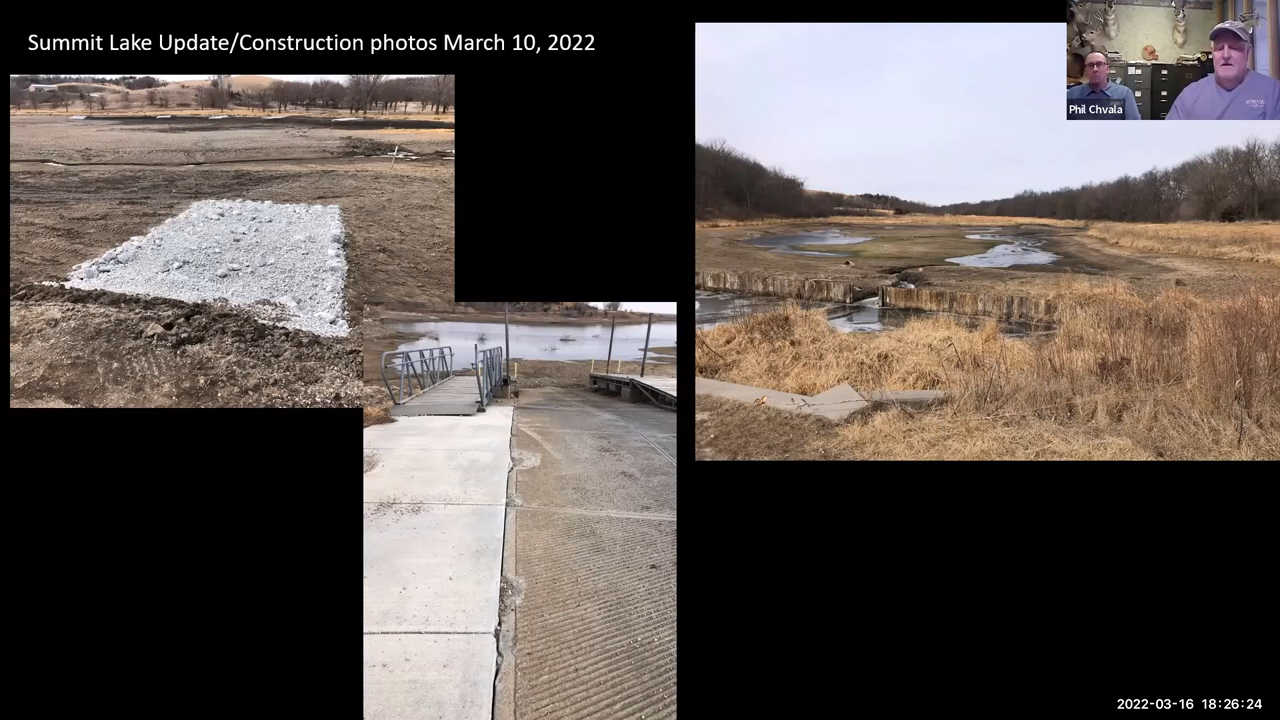 Summit Lake Update/Construction photos March 10, 2022
Phil Chvala
2022-03-16 18:26:24